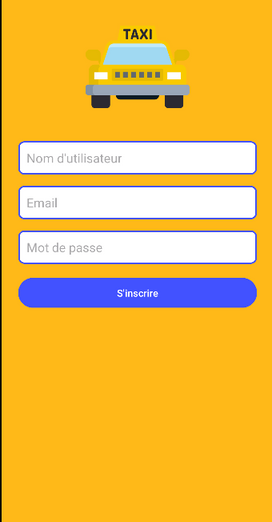 TAXI
Nom d'utilisateur
Email
Mot de passe
S'inscrire